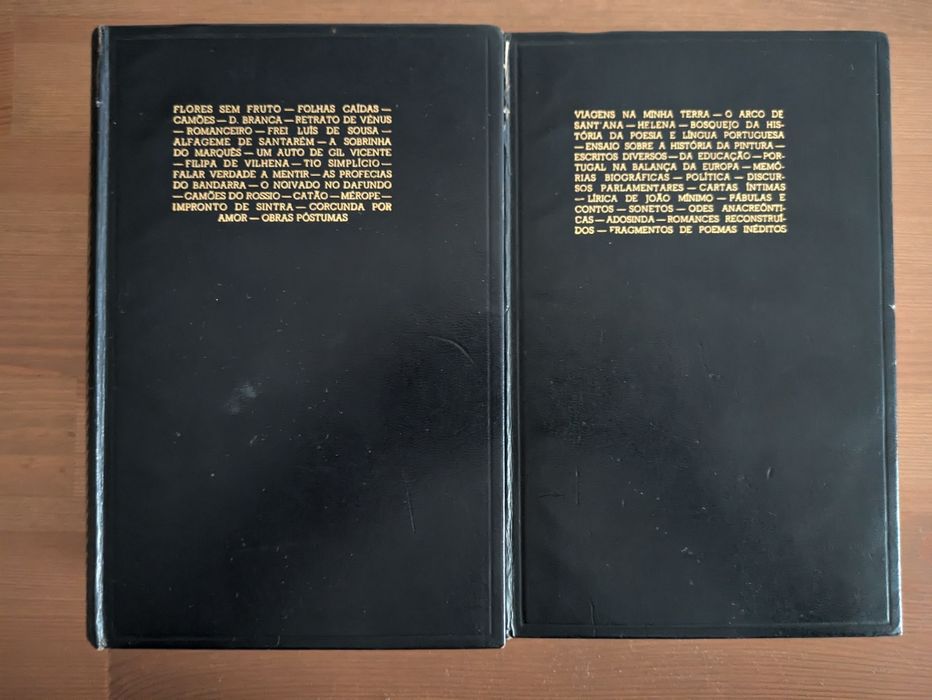 FLORES SEM FRUTO — FOLHAS CAÍDAS —
CAMÕES — D. BRANCA — RETRATO DE VÉNUS
— ROMANCEIRO — FREI LUÍS DE SOUSA —
ALFAGEME DE SANTARÉM — A SOBRINHA
DO MARQUÊS — UM AUTO DE GIL VICENTE
— FILIPA DE VILHENA — TIO SIMPLÍCIO —
FALAR VERDADE A MENTIR — AS PROFECIAS
DO BANDARRA — O NOIVADO NO DAFUNDO
— CAMÕES DO ROSSIO — CATÃO — MÉROPE —
IMPRONTO DE SINTRA — CORCUNDA POR
AMOR — OBRAS PÓSTUMAS
VIAGENS NA MINHA TERRA — O ARCO DE
SANT'ANA — HELENA — BOSQUEJO DA HIS-
TÓRIA DA POESIA E LÍNGUA PORTUGUESA
— ENSAIO SOBRE A HISTÓRIA DA PINTURA —
ESCRITOS DIVERSOS — DA EDUCAÇÃO — POR-
TUGAL NA BALANÇA DA EUROPA — MEMÓ-
RIAS BIOGRÁFICAS — POLÍTICA — DISCUR-
SOS PARLAMENTARES — CARTAS ÍNTIMAS
— LÍRICA DE JOÃO MÍNIMO — FÁBULAS E
CONTOS — SONETOS — ODES ANACREÔNTI-
CAS — ADOSINDA — ROMANCES RECONSTRUÍ-
DOS — FRAGMENTOS DE POEMAS INÉDITOS